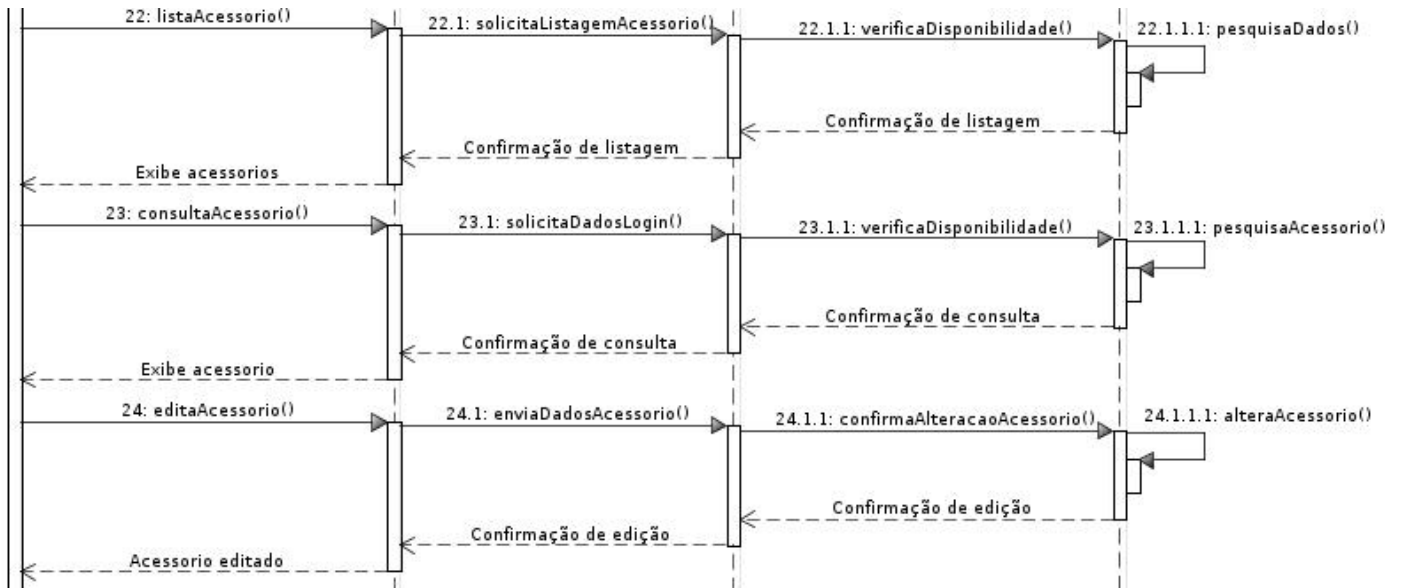 22: listaAcessorio()
22.1: solicitaListagemAcessorio()
22.1.1: verificaDisponibilidade()
22.1.1.1: pesquisaDados()
Confirmação de listagem
Confirmação de listagem
Exibe acessorios
23: consultaAcessorio()
23.1: solicitaDadosLogin()
23.1.1: verificaDisponibilidade()
23.1.1.1: pesquisaAcessorio()
Confirmação de consulta
Confirmação de consulta
Exibe acessorio
24: editaAcessorio()
24.1: enviaDadosAcessorio()
24.1.1: confirmaAlteracaoAcessorio()
24.1.1.1: alteraAcessorio()
Confirmação de edição
Confirmação de edição
Acessorio editado